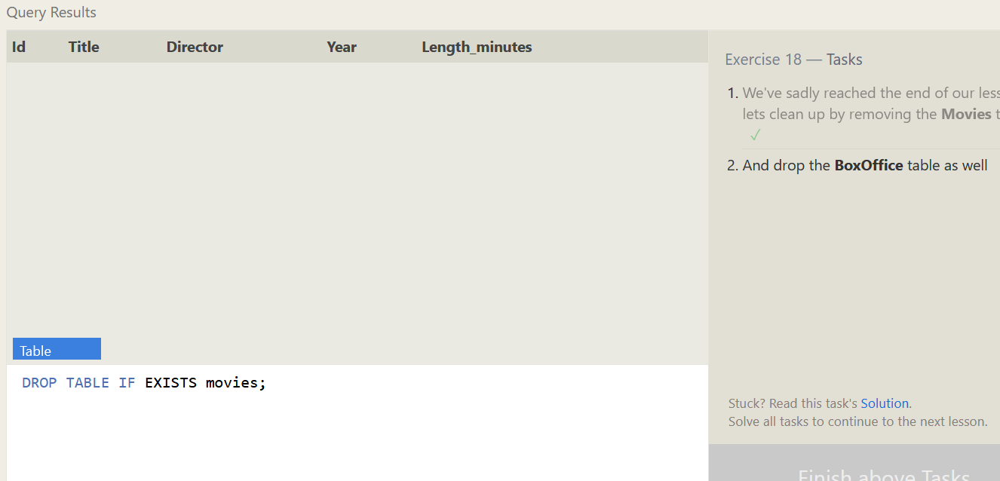 Query Results
Id Title Director Year Length_minutes
Table
DROP TABLE IF EXISTS movies;
Exercise 18 — Tasks
1. We've sadly reached the end of our
lets clean up by removing the Movies
✓
2. And drop the BoxOffice table as well
Stuck? Read this task's Solution.
Solve all tasks to continue to the next lesson.
Finish above Tasks